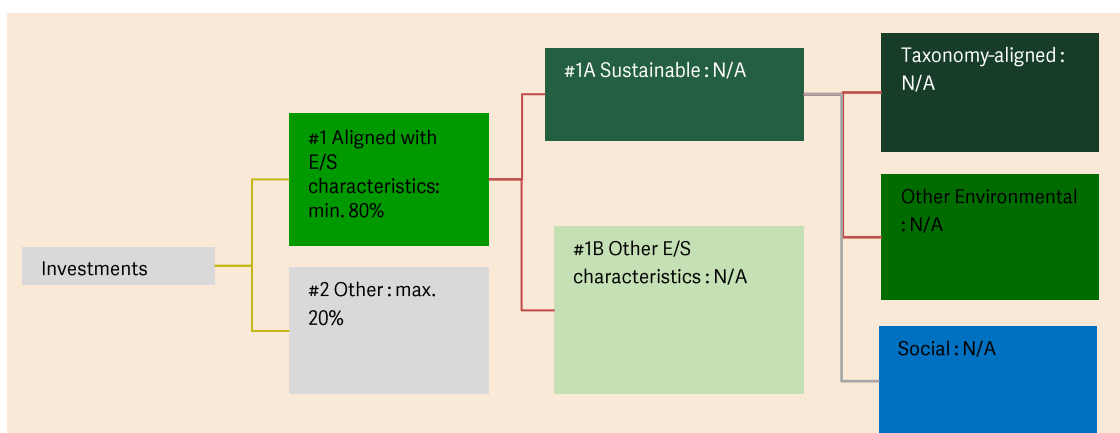 Investments
#1 Aligned with
E/S
characteristics:
min. 80%
#2 Other : max.
20%
#1A Sustainable : N/A
#1B Other E/S
characteristics : N/A
Taxonomy-aligned :
N/A
Other Environmental
: N/A
Social : N/A